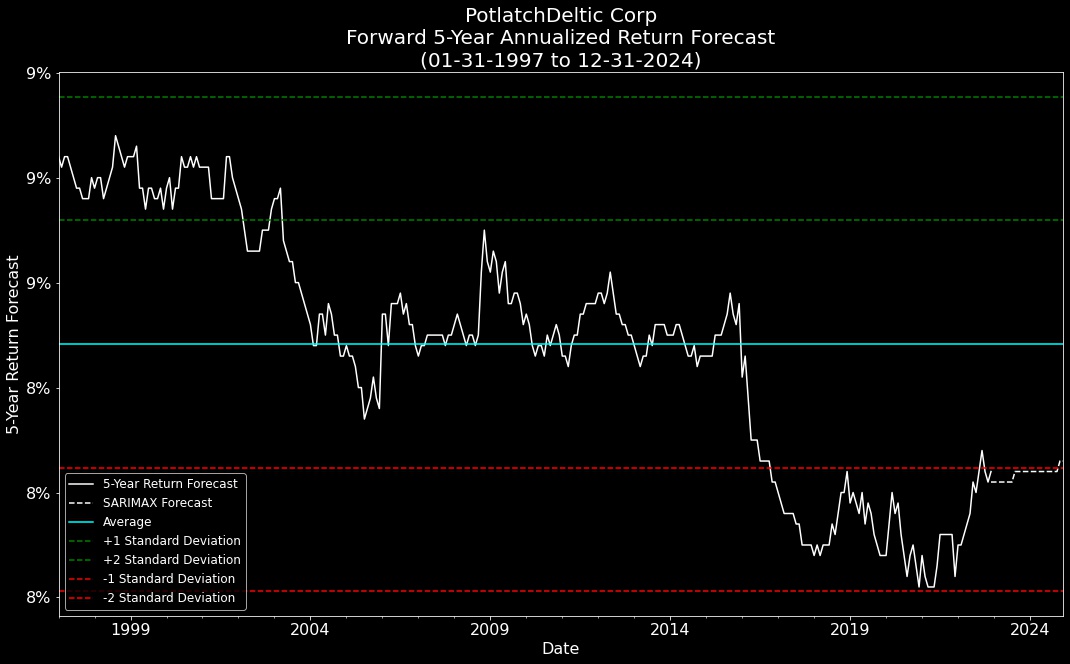 PotlatchDeltic Corp
Forward 5-Year Annualized Return Forecast
(01-31-1997 to 12-31-2024)
9%
9%
9%
8%
8%
8%
5-Year Return Forecast
5-Year Return Forecast
SARIMAX Forecast
Average
+1 Standard Deviation
+2 Standard Deviation
-1 Standard Deviation
-2 Standard Deviation
1999 2004 2009 2014 2019 2024
Date